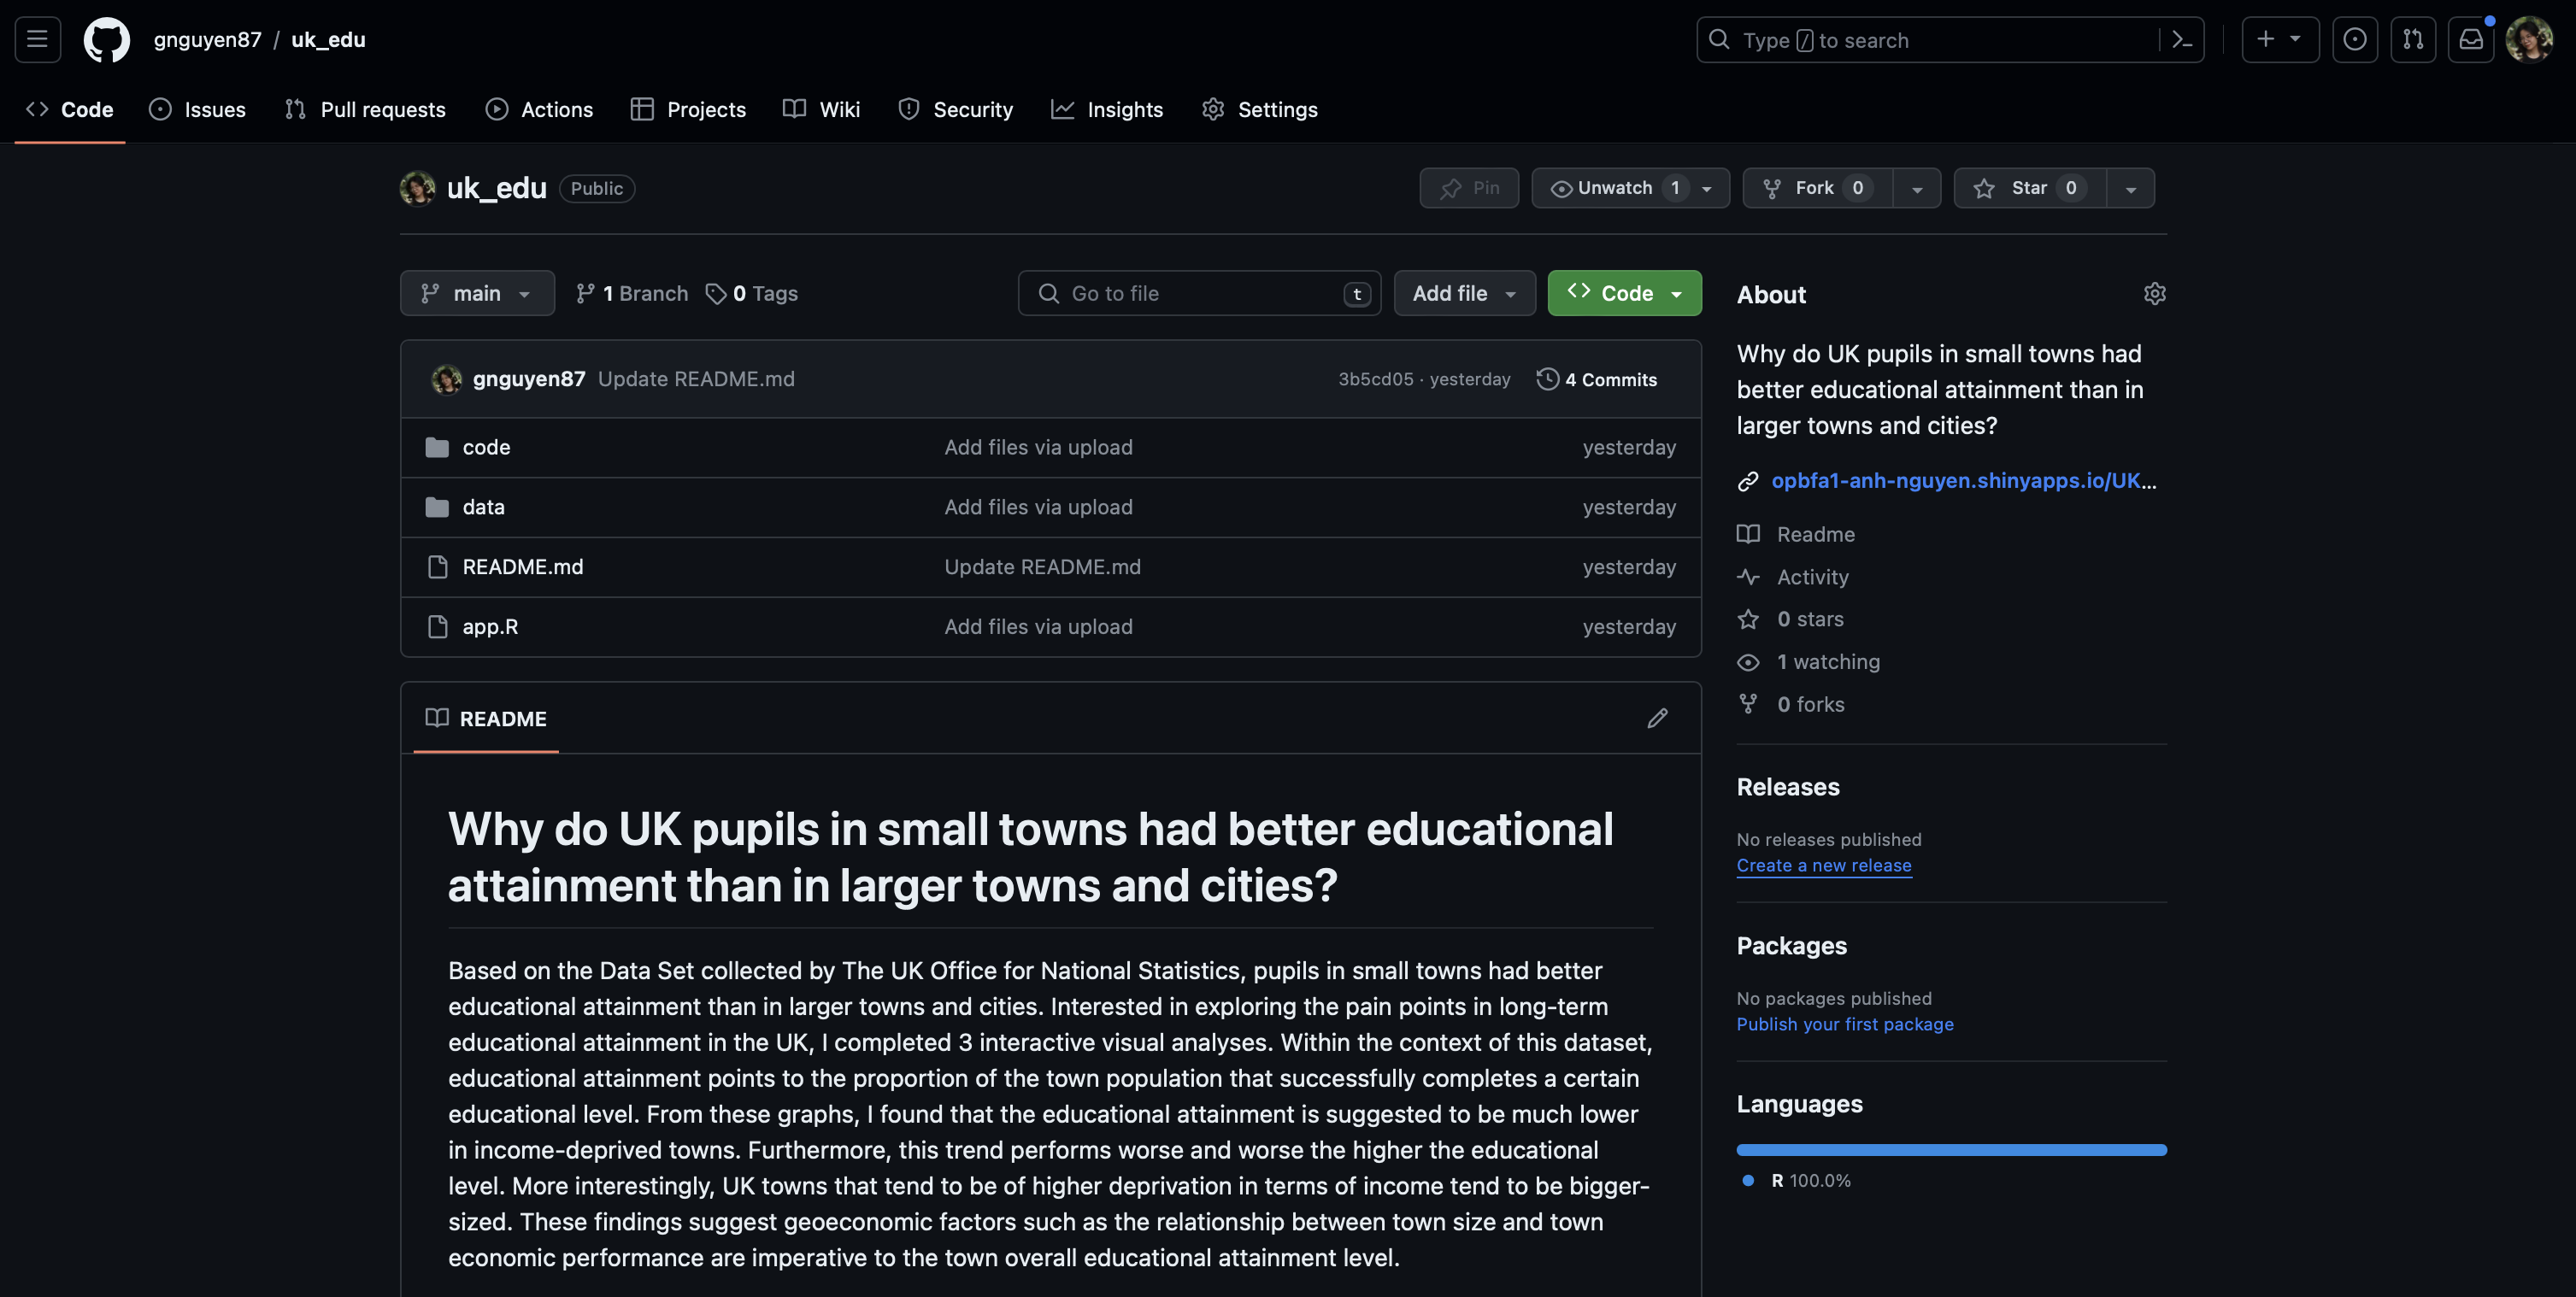 gnguyen87 / uk_edu
Type / to search
Code Issues Pull requests Actions Projects Wiki Security Insights Settings
uk_edu Public
Pin Unwatch 1 Fork 0 Star 0
main 1 Branch 0 Tags Go to file t Add file Code
gnguyen87 Update README.md 3b5cd05 · yesterday 4 Commits
code Add files via upload yesterday
data Add files via upload yesterday
README.md Update README.md yesterday
app.R Add files via upload yesterday
README
Why do UK pupils in small towns had better educational
attainment than in larger towns and cities?
Based on the Data Set collected by The UK Office for National Statistics, pupils in small towns had better
educational attainment than in larger towns and cities. Interested in exploring the pain points in long-term
educational attainment in the UK, I completed 3 interactive visual analyses. Within the context of this dataset,
educational attainment points to the proportion of the town population that successfully completes a certain
educational level. From these graphs, I found that the educational attainment is suggested to be much lower
in income-deprived towns. Furthermore, this trend performs worse and worse the higher the educational
level. More interestingly, UK towns that tend to be of higher deprivation in terms of income tend to be bigger-
sized. These findings suggest geoeconomic factors such as the relationship between town size and town
economic performance are imperative to the town overall educational attainment level.
About
Why do UK pupils in small towns had
better educational attainment than in
larger towns and cities?
opbfa1-anh-nguyen.shinyapps.io/UK...
Readme
Activity
0 stars
1 watching
0 forks
Releases
No releases published
Create a new release
Packages
No packages published
Publish your first package
Languages
R 100.0%